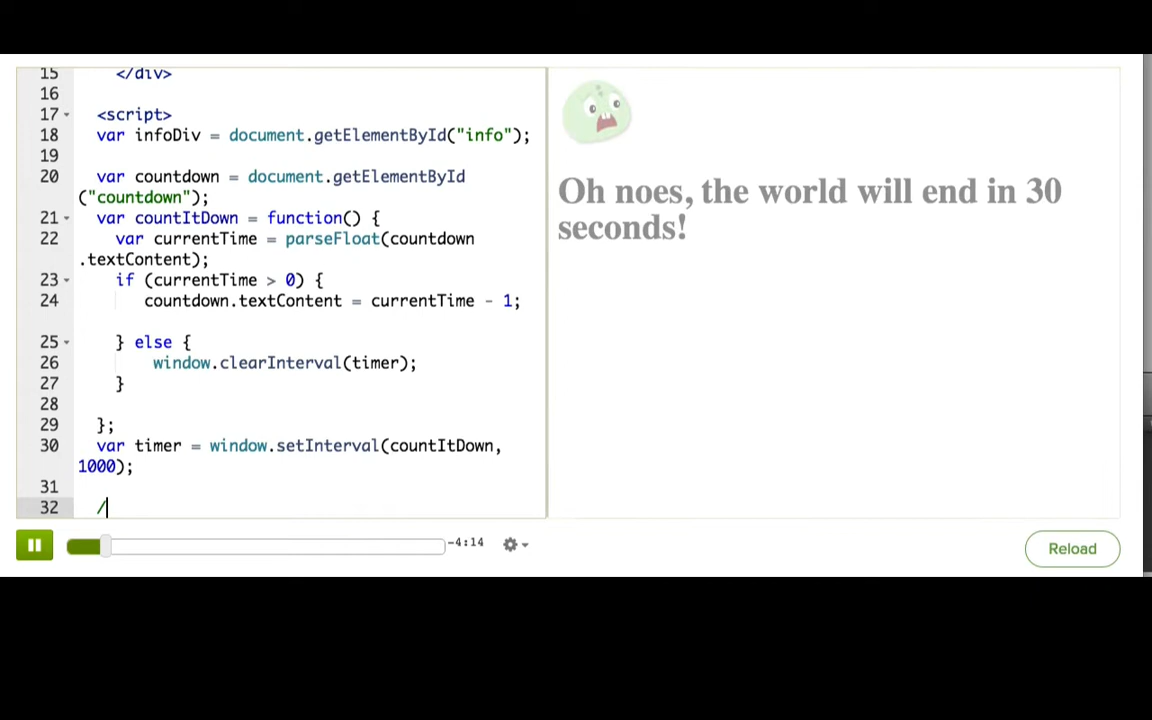 15 </div>
16
17 <script>
18 var infoDiv = document.getElementById("info");
19
20 var countdown = document.getElementById
("countdown");
21 var countItDown = function() {
22 var currentTime = parseFloat(countdown
.textContent);
23 if (currentTime > 0) {
24 countdown.textContent = currentTime - 1;
25 } else {
26 window.clearInterval(timer);
27 }
28
29 };
30 var timer = window.setInterval(countItDown,
1000);
31
32 /
Oh noes, the world will end in 30
seconds!
-4:14
Reload